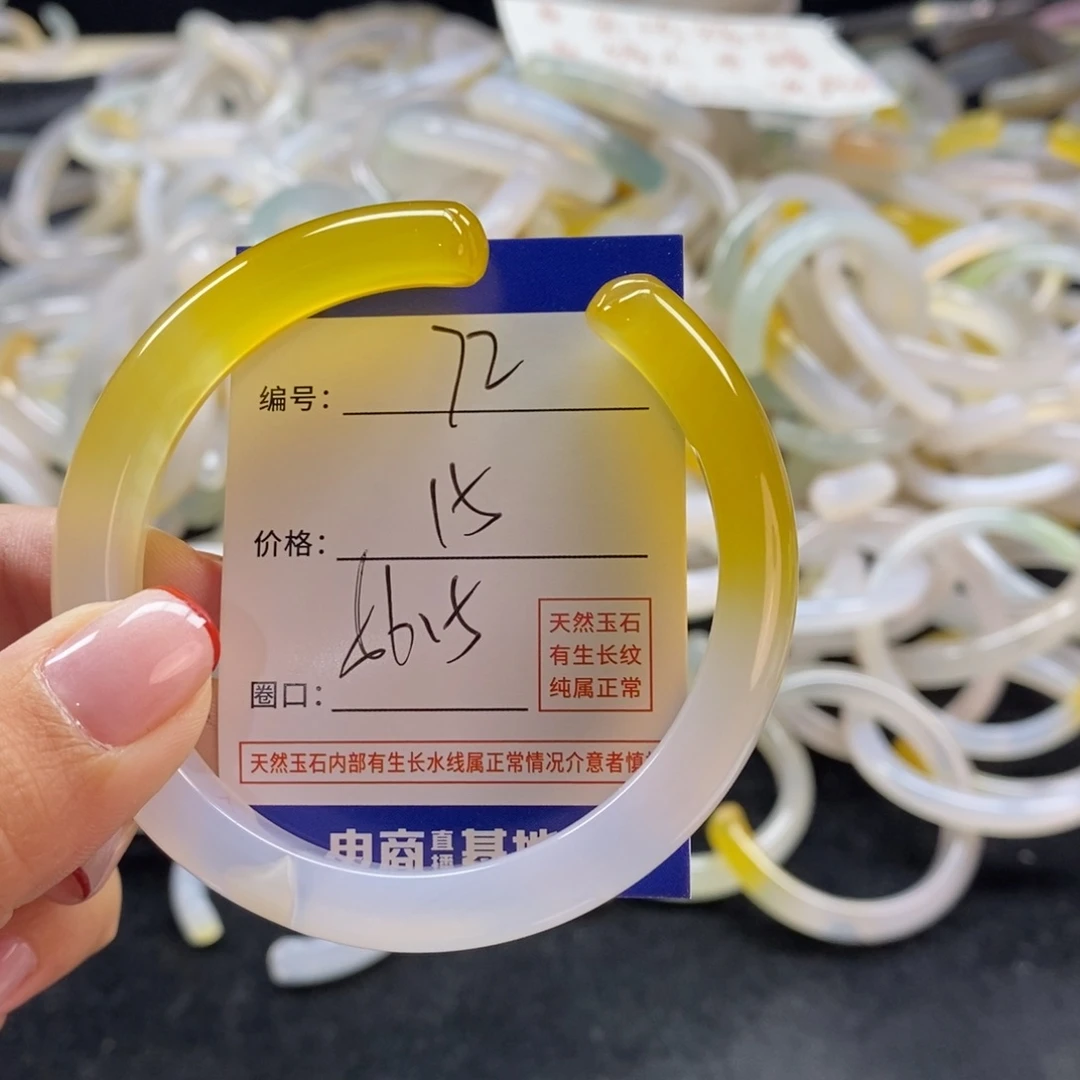 编号：72
价格：15
圈口：
天然玉石
有生长纹
纯属正常
天然玉石内部有生长水线属正常情况介意者慎
电商直播基地